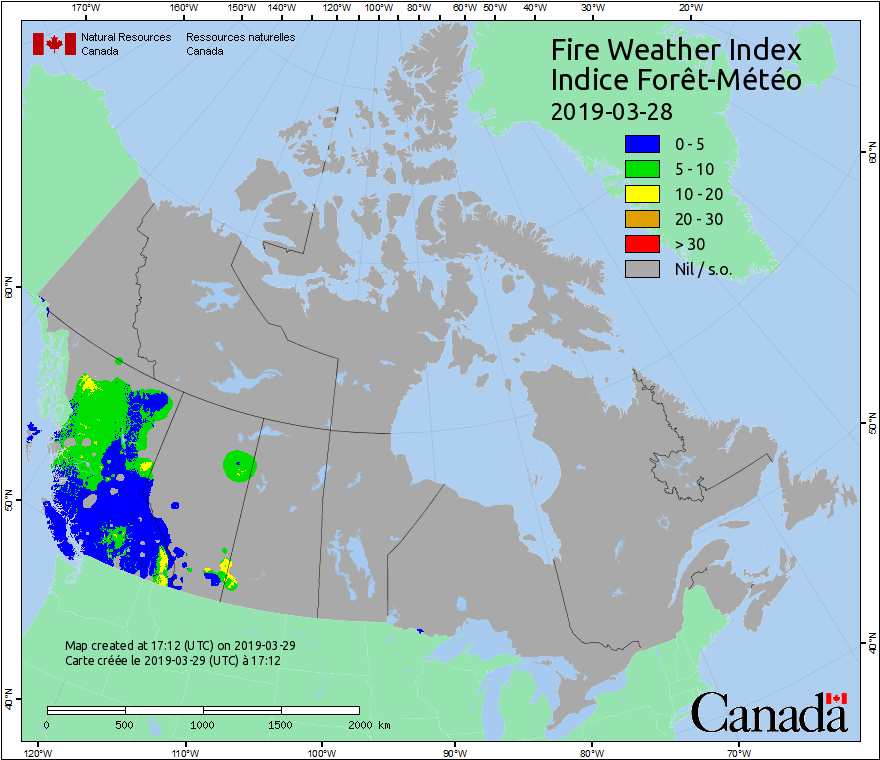 170°W 160°W 150°W 140°W 130°W 120°W 110°W 100°W 90°W 80°W 60°W 50°W 40°W 30°W 20°W
Natural Resources Canada
Ressources naturelles Canada
Fire Weather Index
Indice Forêt-Météo
2019-03-28
0 - 5
5 - 10
10 - 20
20 - 30
> 30
Nil / s.o.
60°N
60°N
50°N
50°N
40°N
40°N
Map created at 17:12 (UTC) on 2019-03-29
Carte créée le 2019-03-29 (UTC) à 17:12
0 500 1000 1500 2000 km
Canada
120°W 110°W 100°W 90°W 80°W 70°W